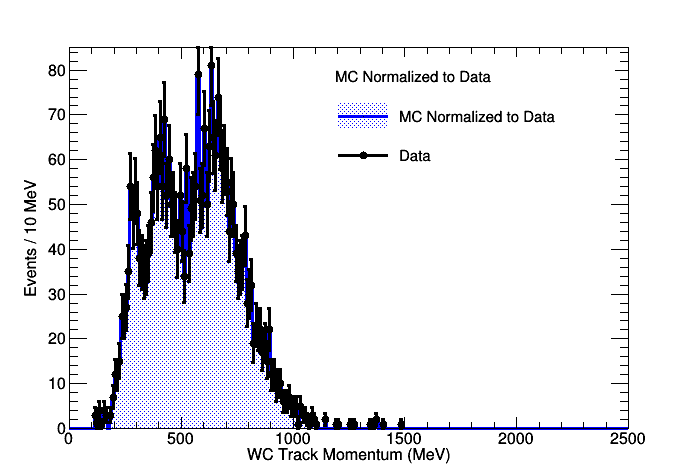 MC Normalized to Data
MC Normalized to Data
Data
Events / 10 MeV
80
70
60
50
40
30
20
10
0
0 500 1000 1500 2000 2500
WC Track Momentum (MeV)